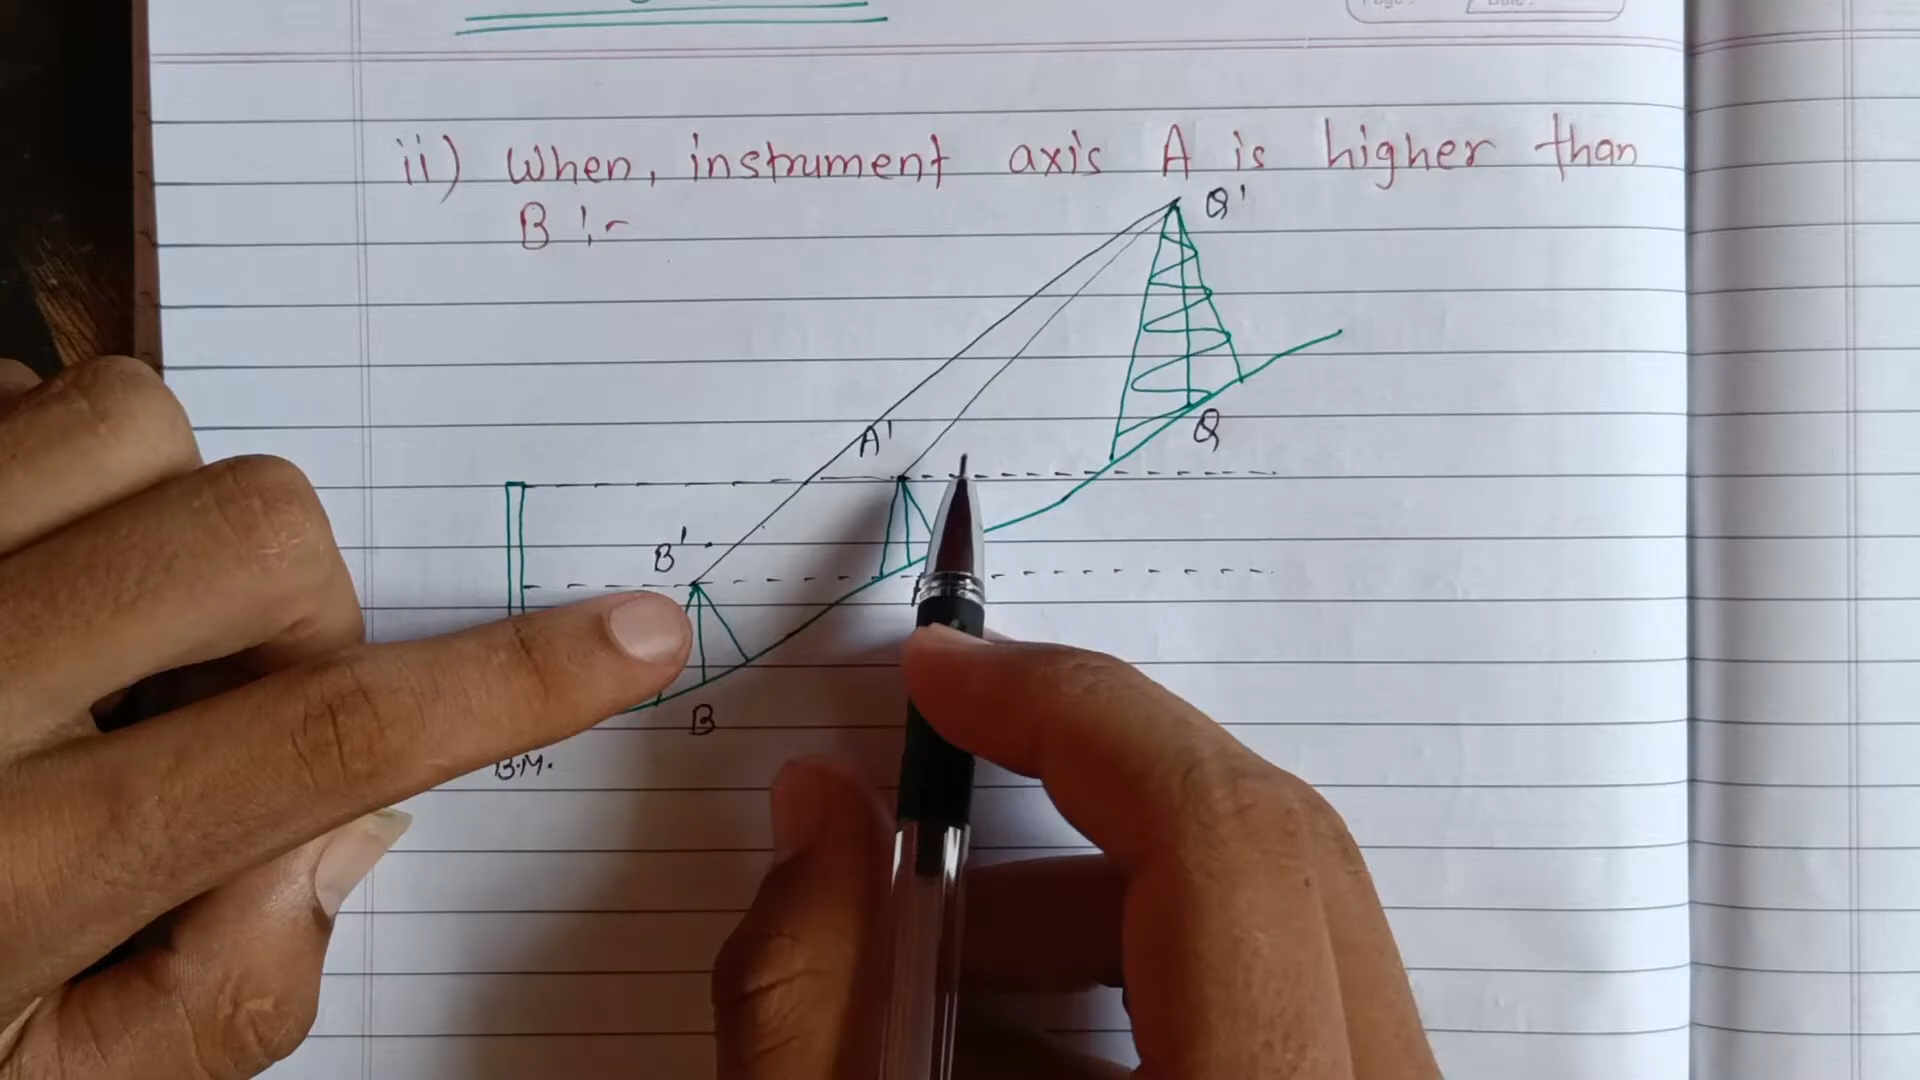 ii) When, instrument axis A is higher than
B :-
Q'
A'
Q
B'
B
B.M.